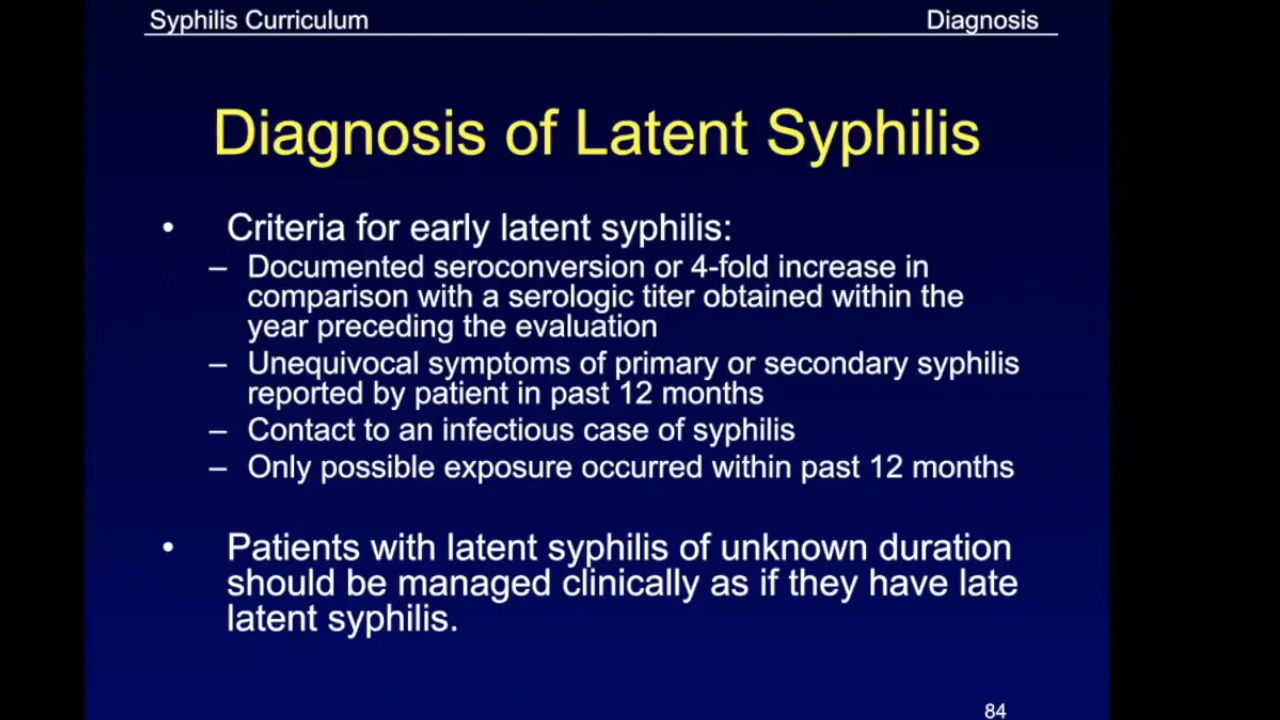 Syphilis Curriculum
Diagnosis
Diagnosis of Latent Syphilis
• Criteria for early latent syphilis:
– Documented seroconversion or 4-fold increase in
comparison with a serologic titer obtained within the
year preceding the evaluation
– Unequivocal symptoms of primary or secondary syphilis
reported by patient in past 12 months
– Contact to an infectious case of syphilis
– Only possible exposure occurred within past 12 months
• Patients with latent syphilis of unknown duration
should be managed clinically as if they have late
latent syphilis.
84